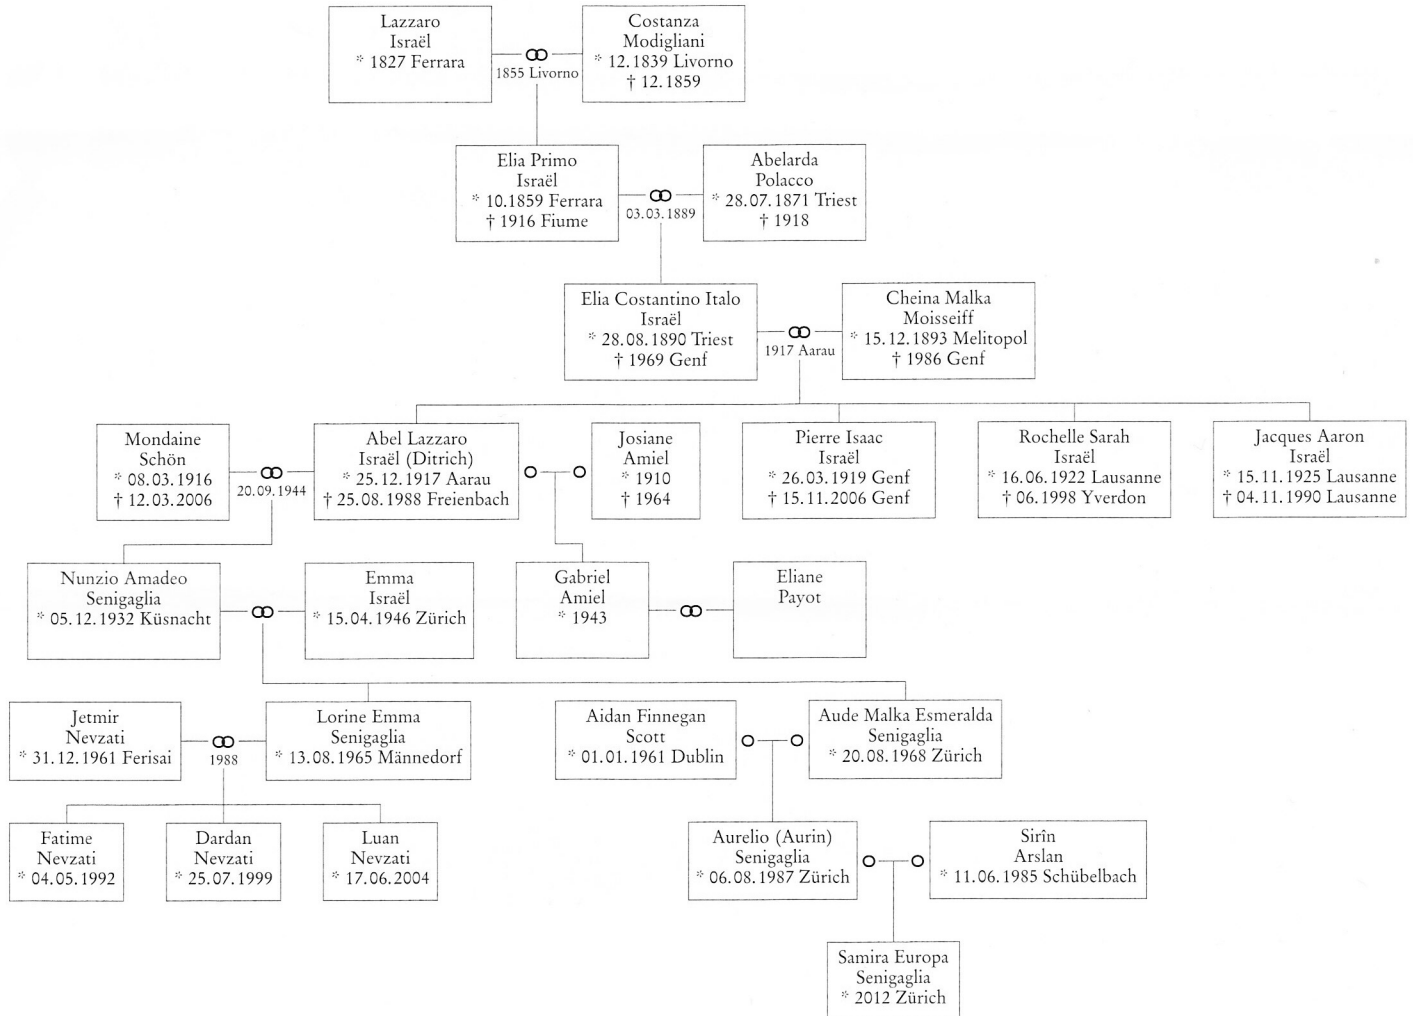 Lazzaro
Israël
* 1827 Ferrara
1855 Livorno
Costanza
Modigliani
* 12.1839 Livorno
† 12.1859
Elia Primo
Israël
* 10.1859 Ferrara
† 1916 Fiume
03.03.1889
Abelarda
Polacco
* 28.07.1871 Triest
† 1918
Elia Costantino Italo
Israël
* 28.08.1890 Triest
† 1969 Genf
1917 Aarau
Cheina Malka
Moisseiff
* 15.12.1893 Melitopol
† 1986 Genf
Mondaine
Schön
* 08.03.1916
† 12.03.2006
20.09.1944
Abel Lazzaro
Israël (Ditrich)
* 25.12.1917 Aarau
† 25.08.1988 Freienbach
Josiane
Amiel
* 1910
† 1964
Pierre Isaac
Israël
* 26.03.1919 Genf
† 15.11.2006 Genf
Rochelle Sarah
Israël
* 16.06.1922 Lausanne
† 06.1998 Yverdon
Jacques Aaron
Israël
* 15.11.1925 Lausanne
† 04.11.1990 Lausanne
Nunzio Amadeo
Senigaglia
* 05.12.1932 Küsnacht
Emma
Israël
* 15.04.1946 Zürich
Gabriel
Amiel
* 1943
Eliane
Payot
Jetmir
Nevzati
* 31.12.1961 Ferisai
1988
Lorine Emma
Senigaglia
* 13.08.1965 Männedorf
Aidan Finnegan
Scott
* 01.01.1961 Dublin
Aude Malka Esmeralda
Senigaglia
* 20.08.1968 Zürich
Fatime
Nevzati
* 04.05.1992
Dardan
Nevzati
* 25.07.1999
Luan
Nevzati
* 17.06.2004
Aurelio (Aurin)
Senigaglia
* 06.08.1987 Zürich
Sirîn
Arslan
* 11.06.1985 Schübelbach
Samira Europa
Senigaglia
* 2012 Zürich